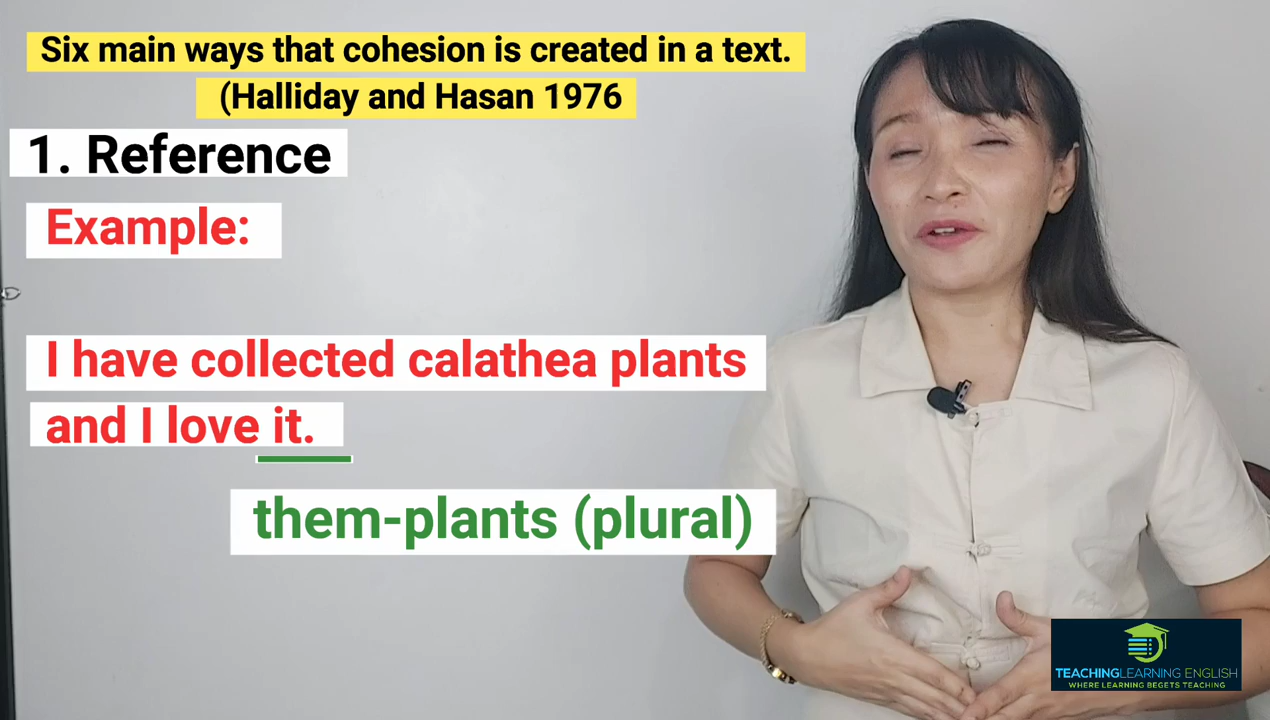 Six main ways that cohesion is created in a text.
(Halliday and Hasan 1976
1. Reference
Example:
I have collected calathea plants
and I love it.
them-plants (plural)
TEACHINGLEARNING ENGLISH
WHERE LEARNING BEGETS TEACHING